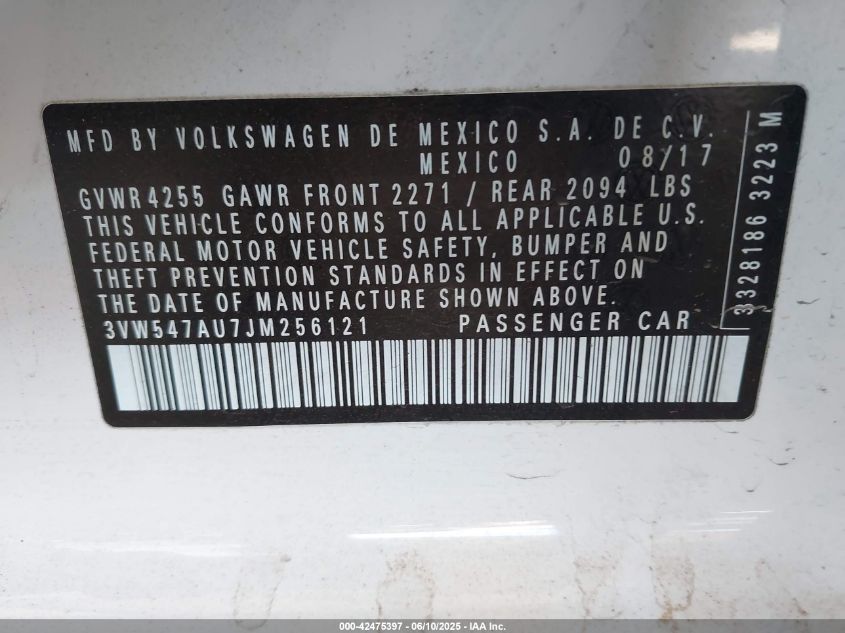 MFD BY VOLKSWAGEN DE MEXICO S.A. DE C.V.
MEXICO 08/17
GVWR 4255 GAWR FRONT 2271 / REAR 2094 LBS
THIS VEHICLE CONFORMS TO ALL APPLICABLE U.S.
FEDERAL MOTOR VEHICLE SAFETY, BUMPER AND
THEFT PREVENTION STANDARDS IN EFFECT ON
THE DATE OF MANUFACTURE SHOWN ABOVE.
3VW547AU7JM256121 PASSENGER CAR
3328186 3223 M
000-42475397 - 06/10/2025 - IAA Inc.